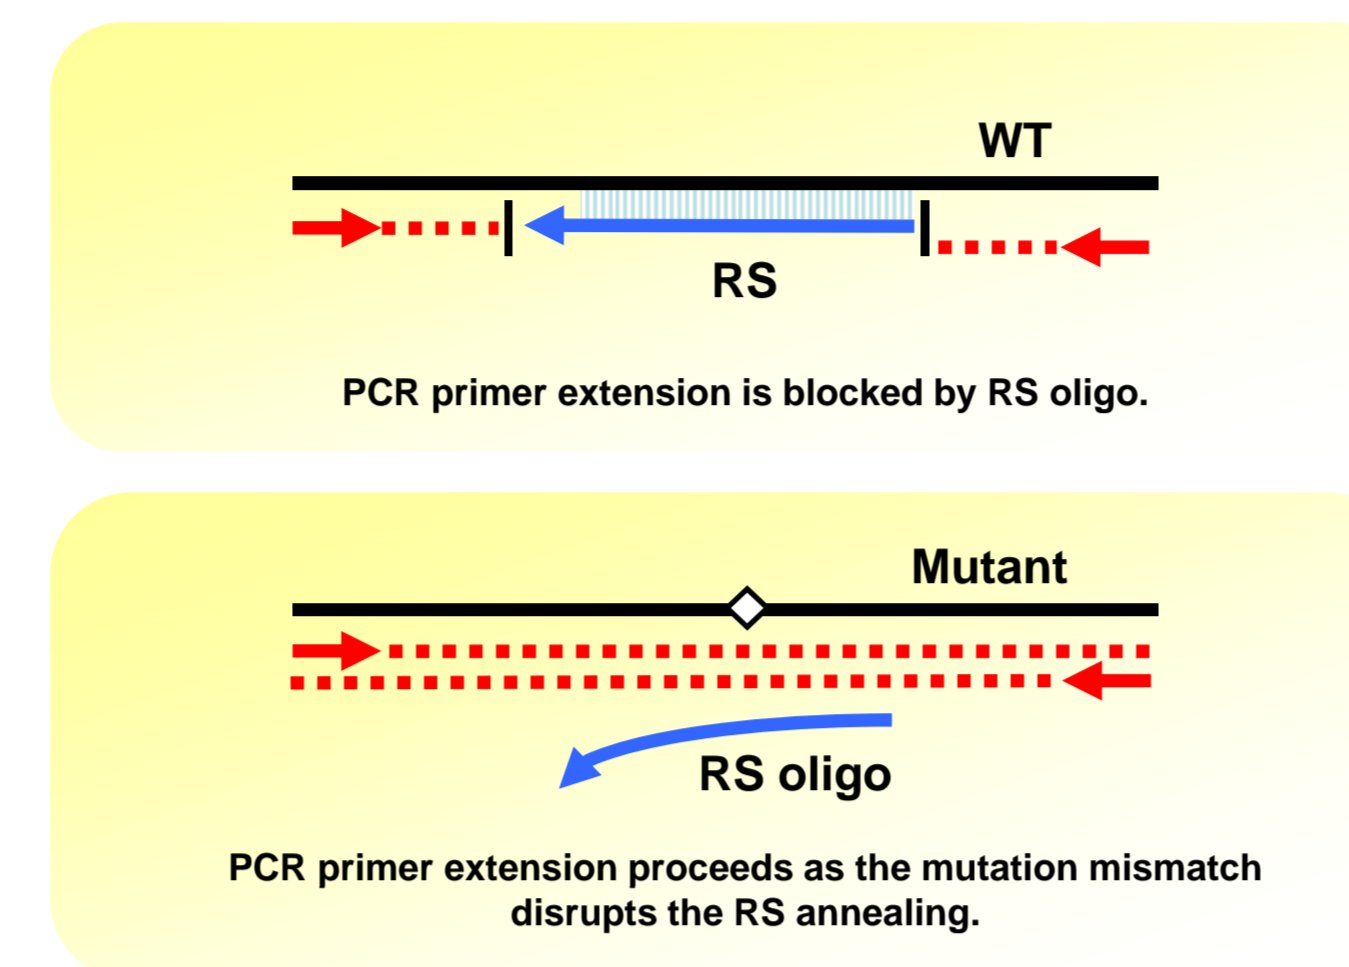 WT
RS
PCR primer extension is blocked by RS oligo.
Mutant
RS oligo
PCR primer extension proceeds as the mutation mismatch
disrupts the RS annealing.